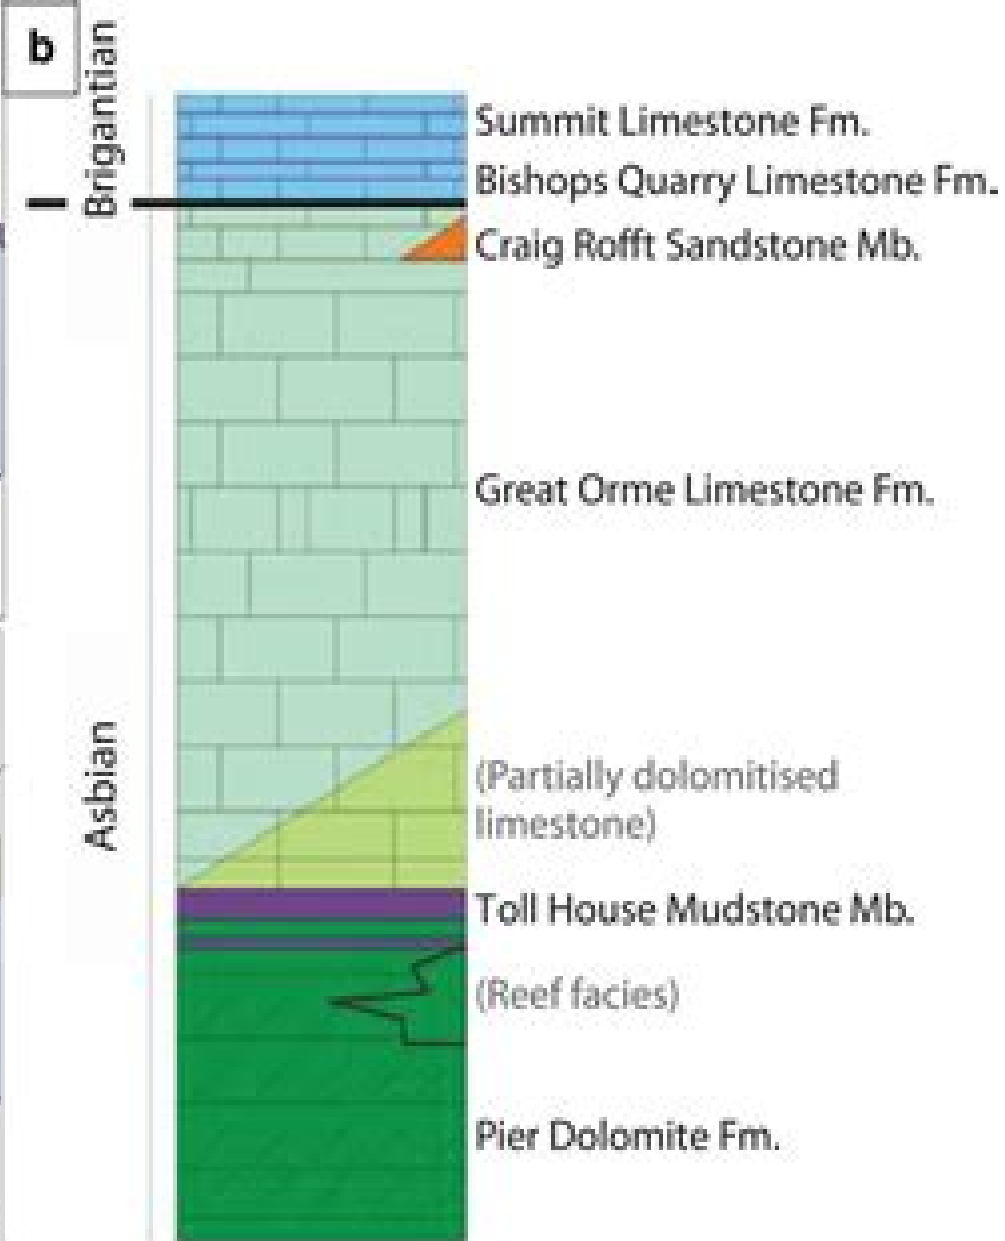 b
Brigantian
Summit Limestone Fm.
Bishops Quarry Limestone Fm.
Craig Rofft Sandstone Mb.
Great Orme Limestone Fm.
Asbian
(Partially dolomitised
limestone)
Toll House Mudstone Mb.
(Reef facies)
Pier Dolomite Fm.